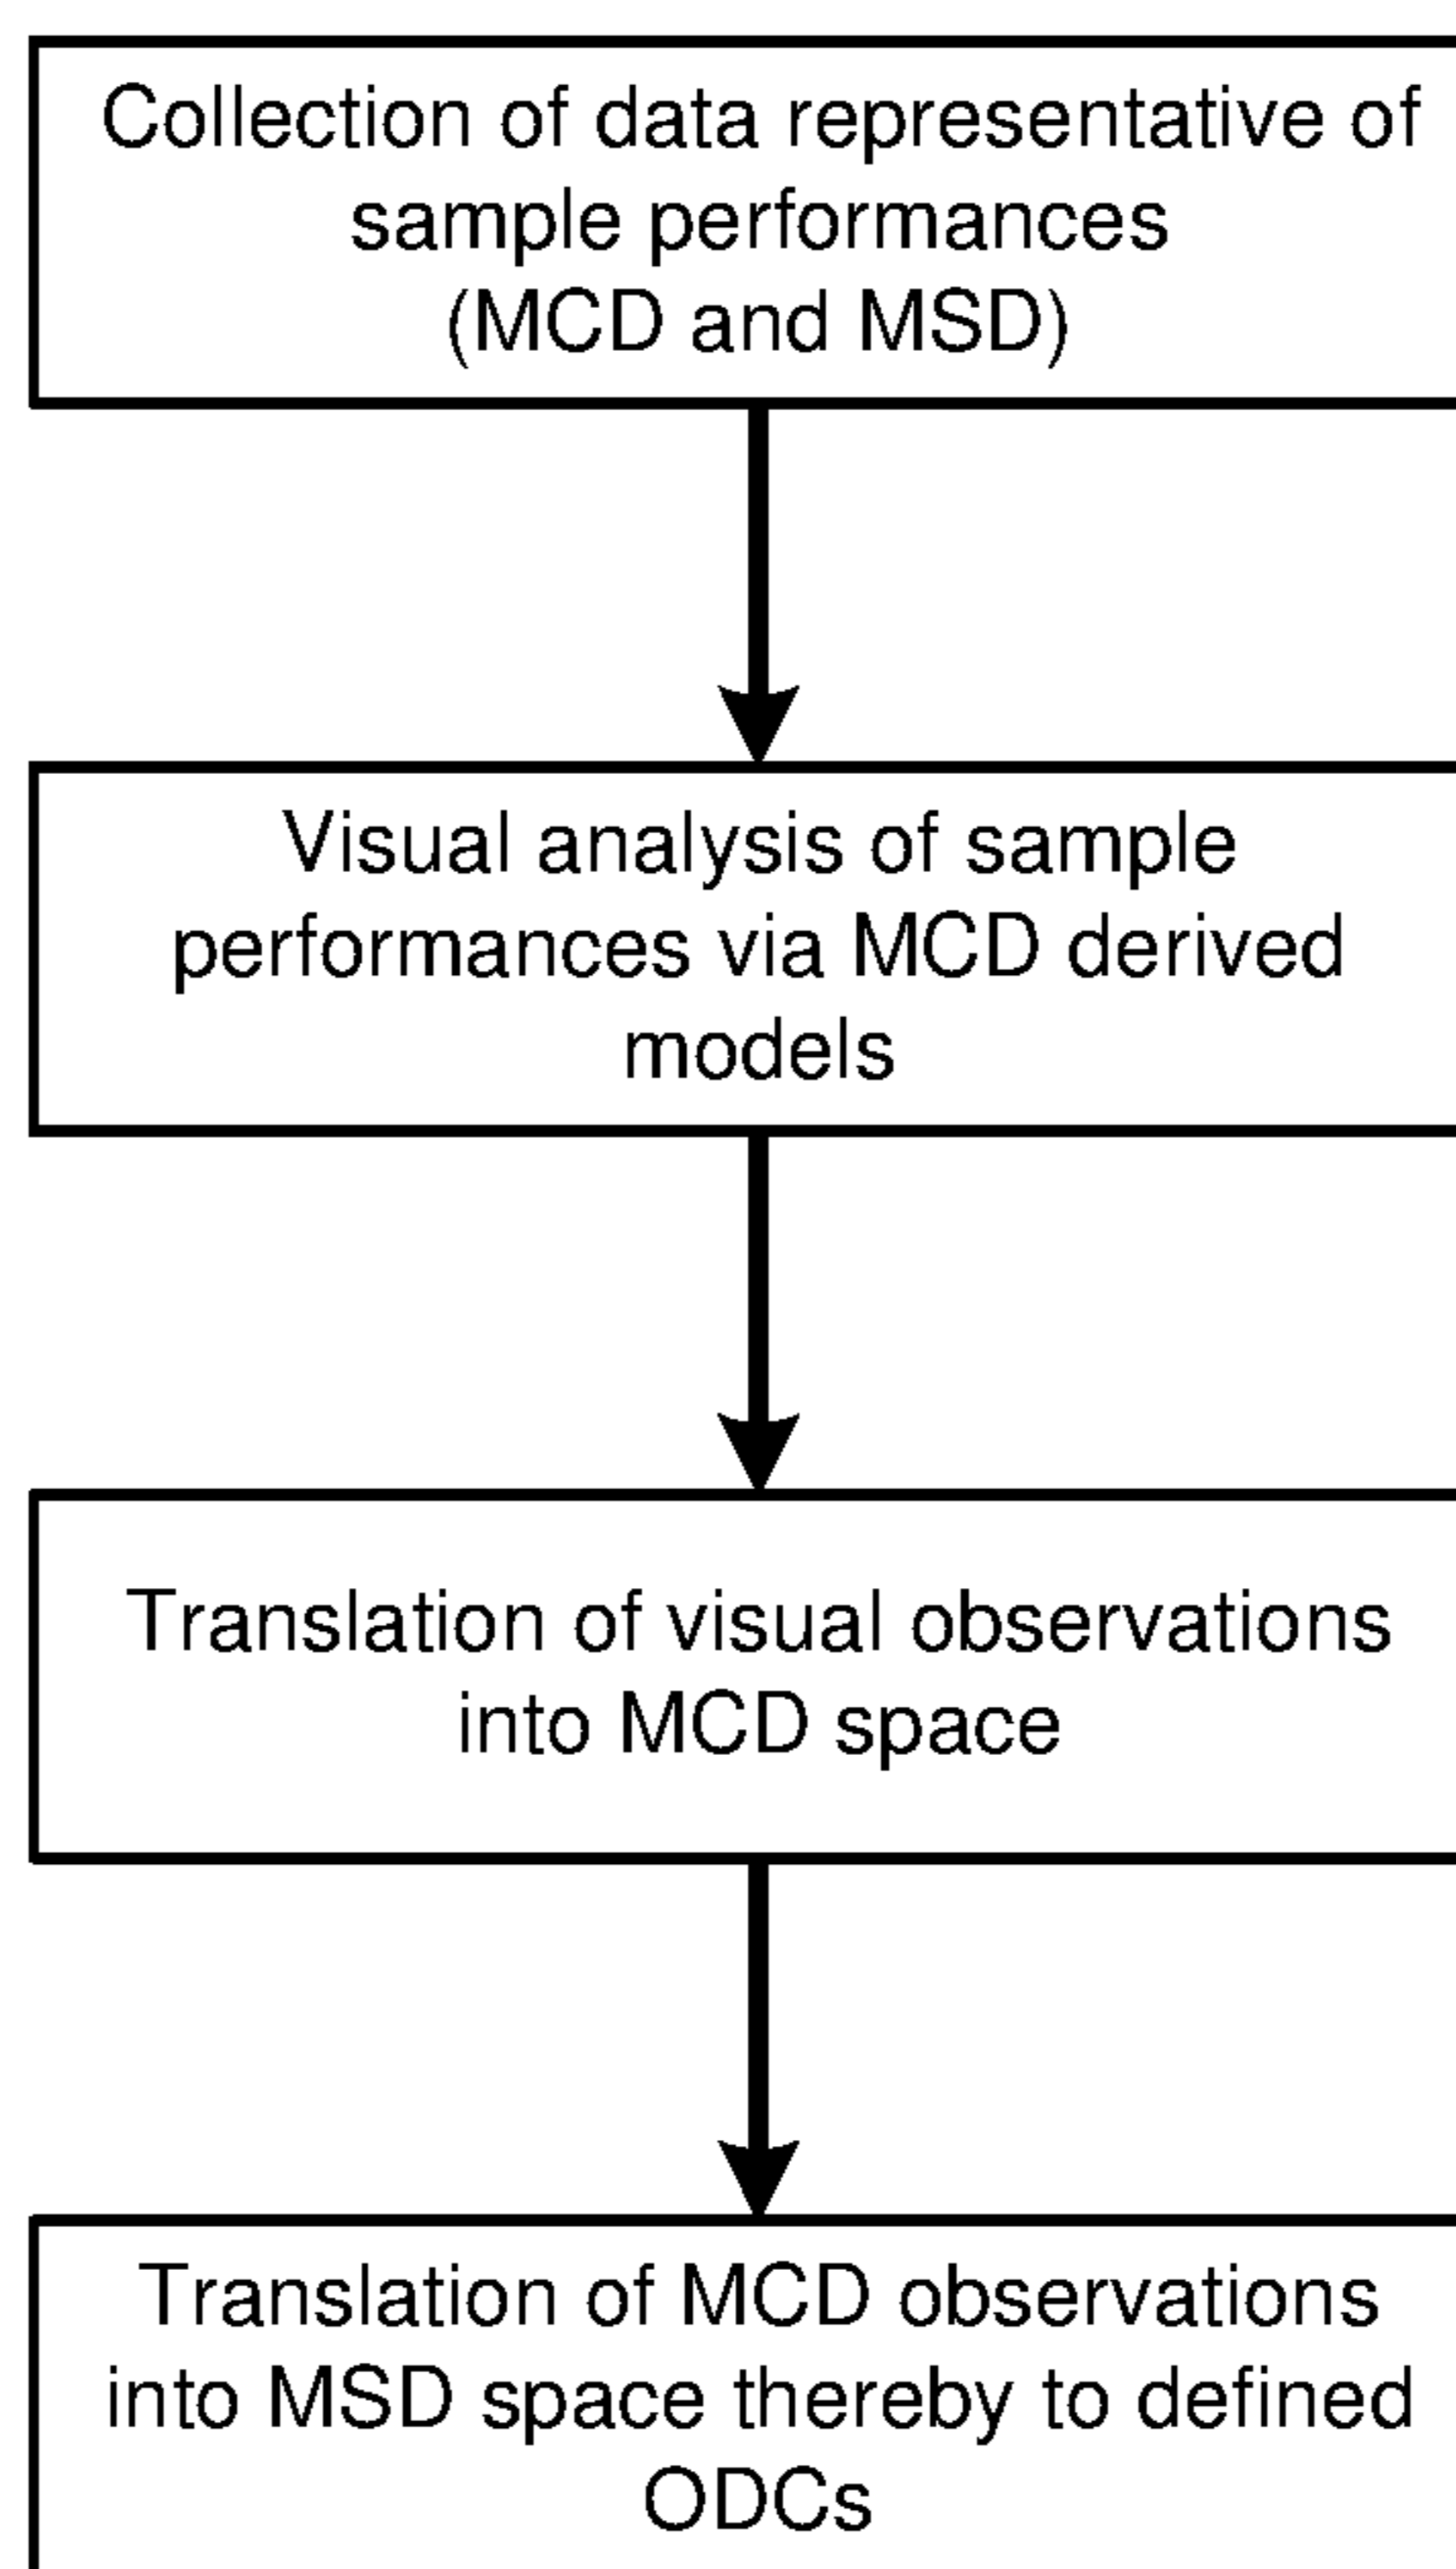 Collection of data representative of
sample performances
(MCD and MSD)
Visual analysis of sample
performances via MCD derived
models
Translation of visual observations
into MCD space
Translation of MCD observations
into MSD space thereby to defined
ODCs